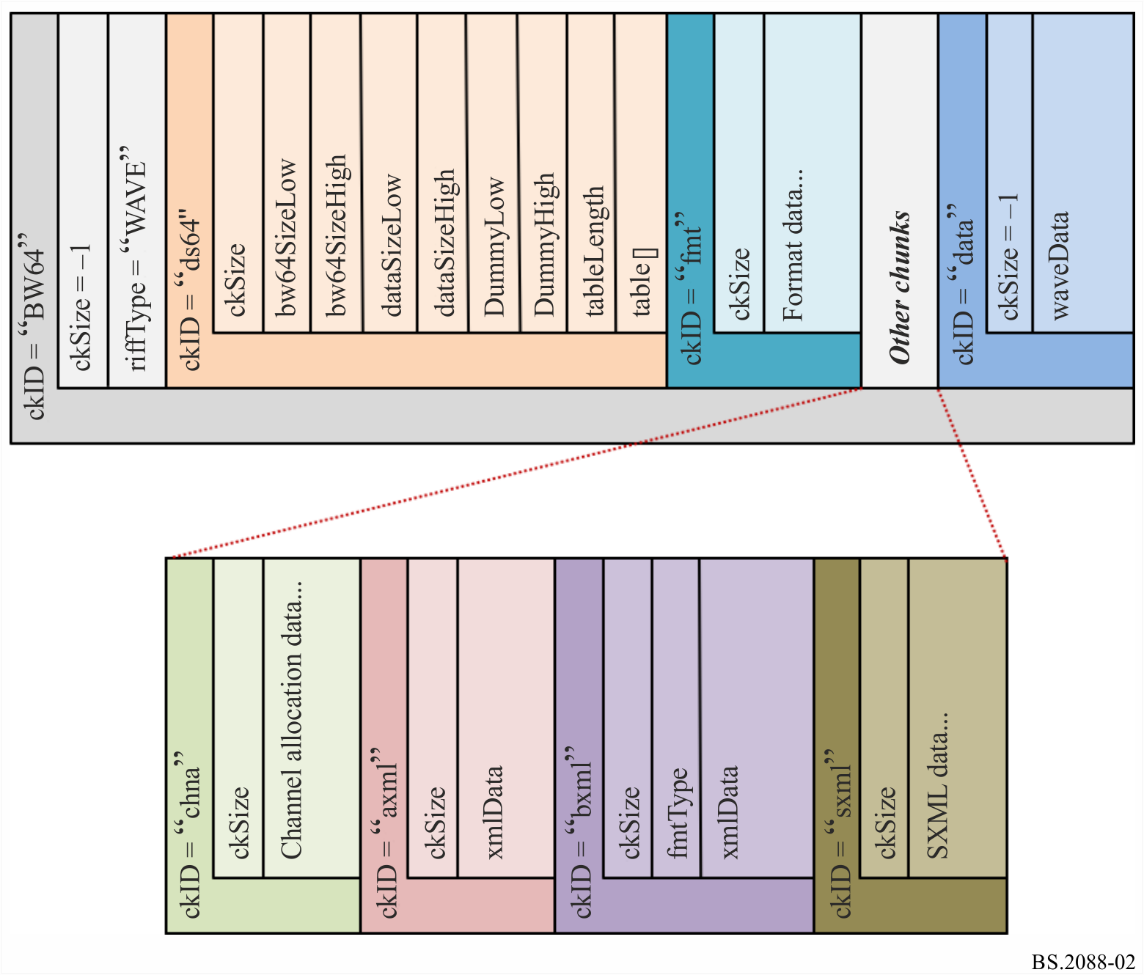 ckID = “BW64”
ckSize = –1
riffType = “WAVE”
ckID = “ds64"
ckSize
bw64SizeLow
bw64SizeHigh
dataSizeLow
dataSizeHigh
DummyLow
DummyHigh
tableLength
table[]
ckID = “fmt”
ckSize
Format data...
Other chunks
ckID = “data”
ckSize = –1
waveData
ckID = “chna”
ckSize
Channel allocation data...
ckID = “axml”
ckSize
xmlData
ckID = “bxml”
ckSize
fmtType
xmlData
ckID = “sxml”
ckSize
SXML data...
BS.2088-02